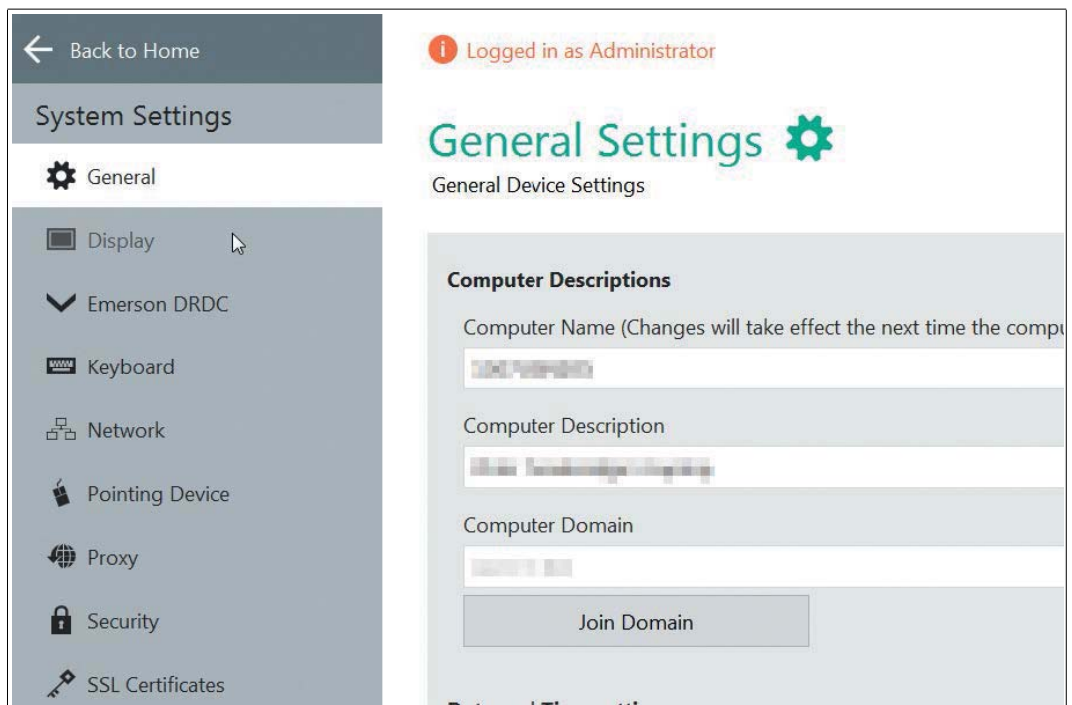 Back to Home
System Settings
General
Display
Emerson DRDC
Keyboard
Network
Pointing Device
Proxy
Security
SSL Certificates
Logged in as Administrator
General Settings
General Device Settings
Computer Descriptions
Computer Name (Changes will take effect the next time the
Computer Description
Computer Domain
Join Domain